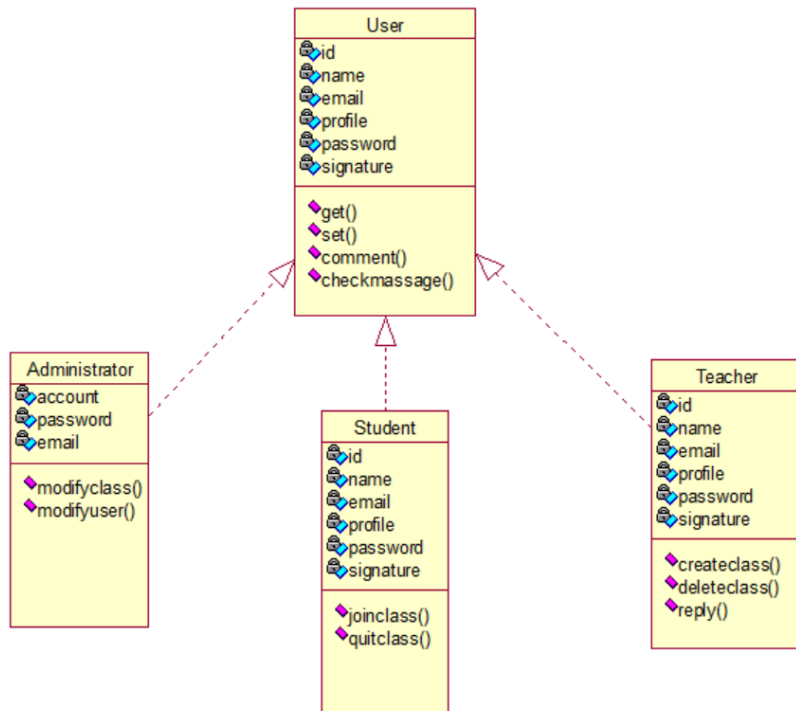 User
id
name
email
profile
password
signature
get()
set()
comment()
checkmassage()
Administrator
account
password
email
modifyclass()
modifyuser()
Student
id
name
email
profile
password
signature
joinclass()
quitclass()
Teacher
id
name
email
profile
password
signature
createclass()
deleteclass()
reply()